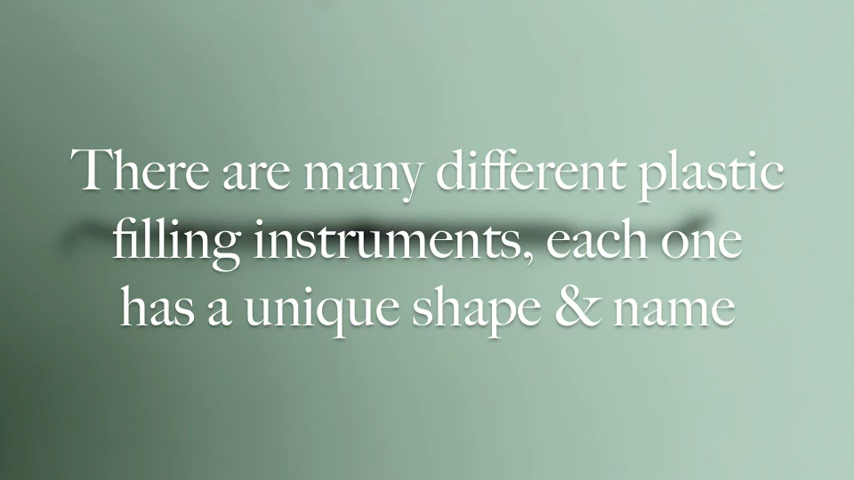 There are many different plastic
filling instruments, each one
has a unique shape & name